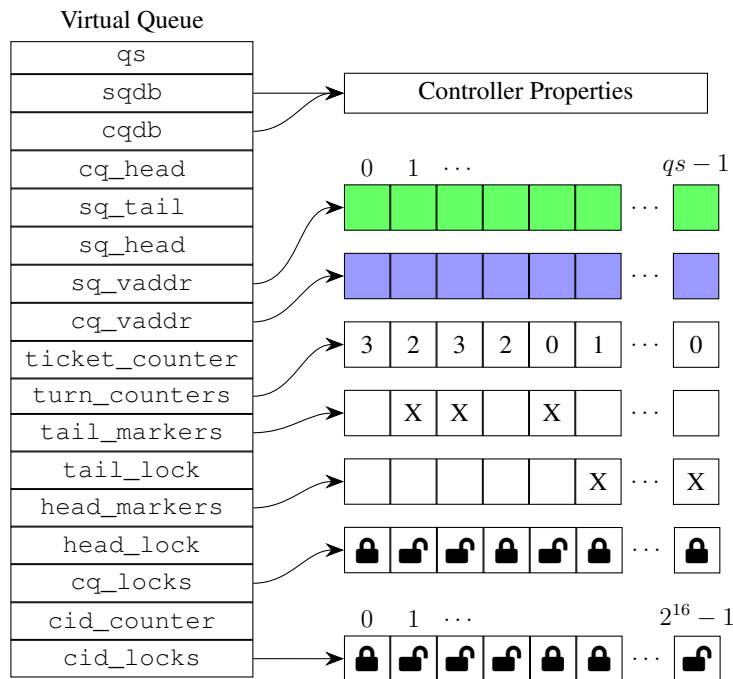 Virtual Queue
qs
sqdb
cqdb
cq_head
sq_tail
sq_head
sq_vaddr
cq_vaddr
ticket_counter
turn_counters
tail_markers
tail_lock
head_markers
head_lock
cq_locks
cid_counter
cid_locks
Controller Properties
0 1 ··· qs − 1
···
···
3 2 3 2 0 1 ··· 0
X X X ···
X ··· X
···
0 1 ··· 2^16 − 1
···